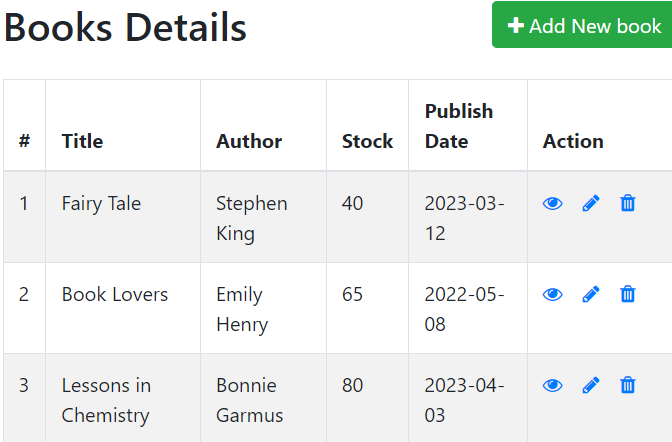 Books Details
Add New book
# Title Author Stock Publish Date Action
1 Fairy Tale Stephen King 40 2023-03-12
2 Book Lovers Emily Henry 65 2022-05-08
3 Lessons in Chemistry Bonnie Garmus 80 2023-04-03